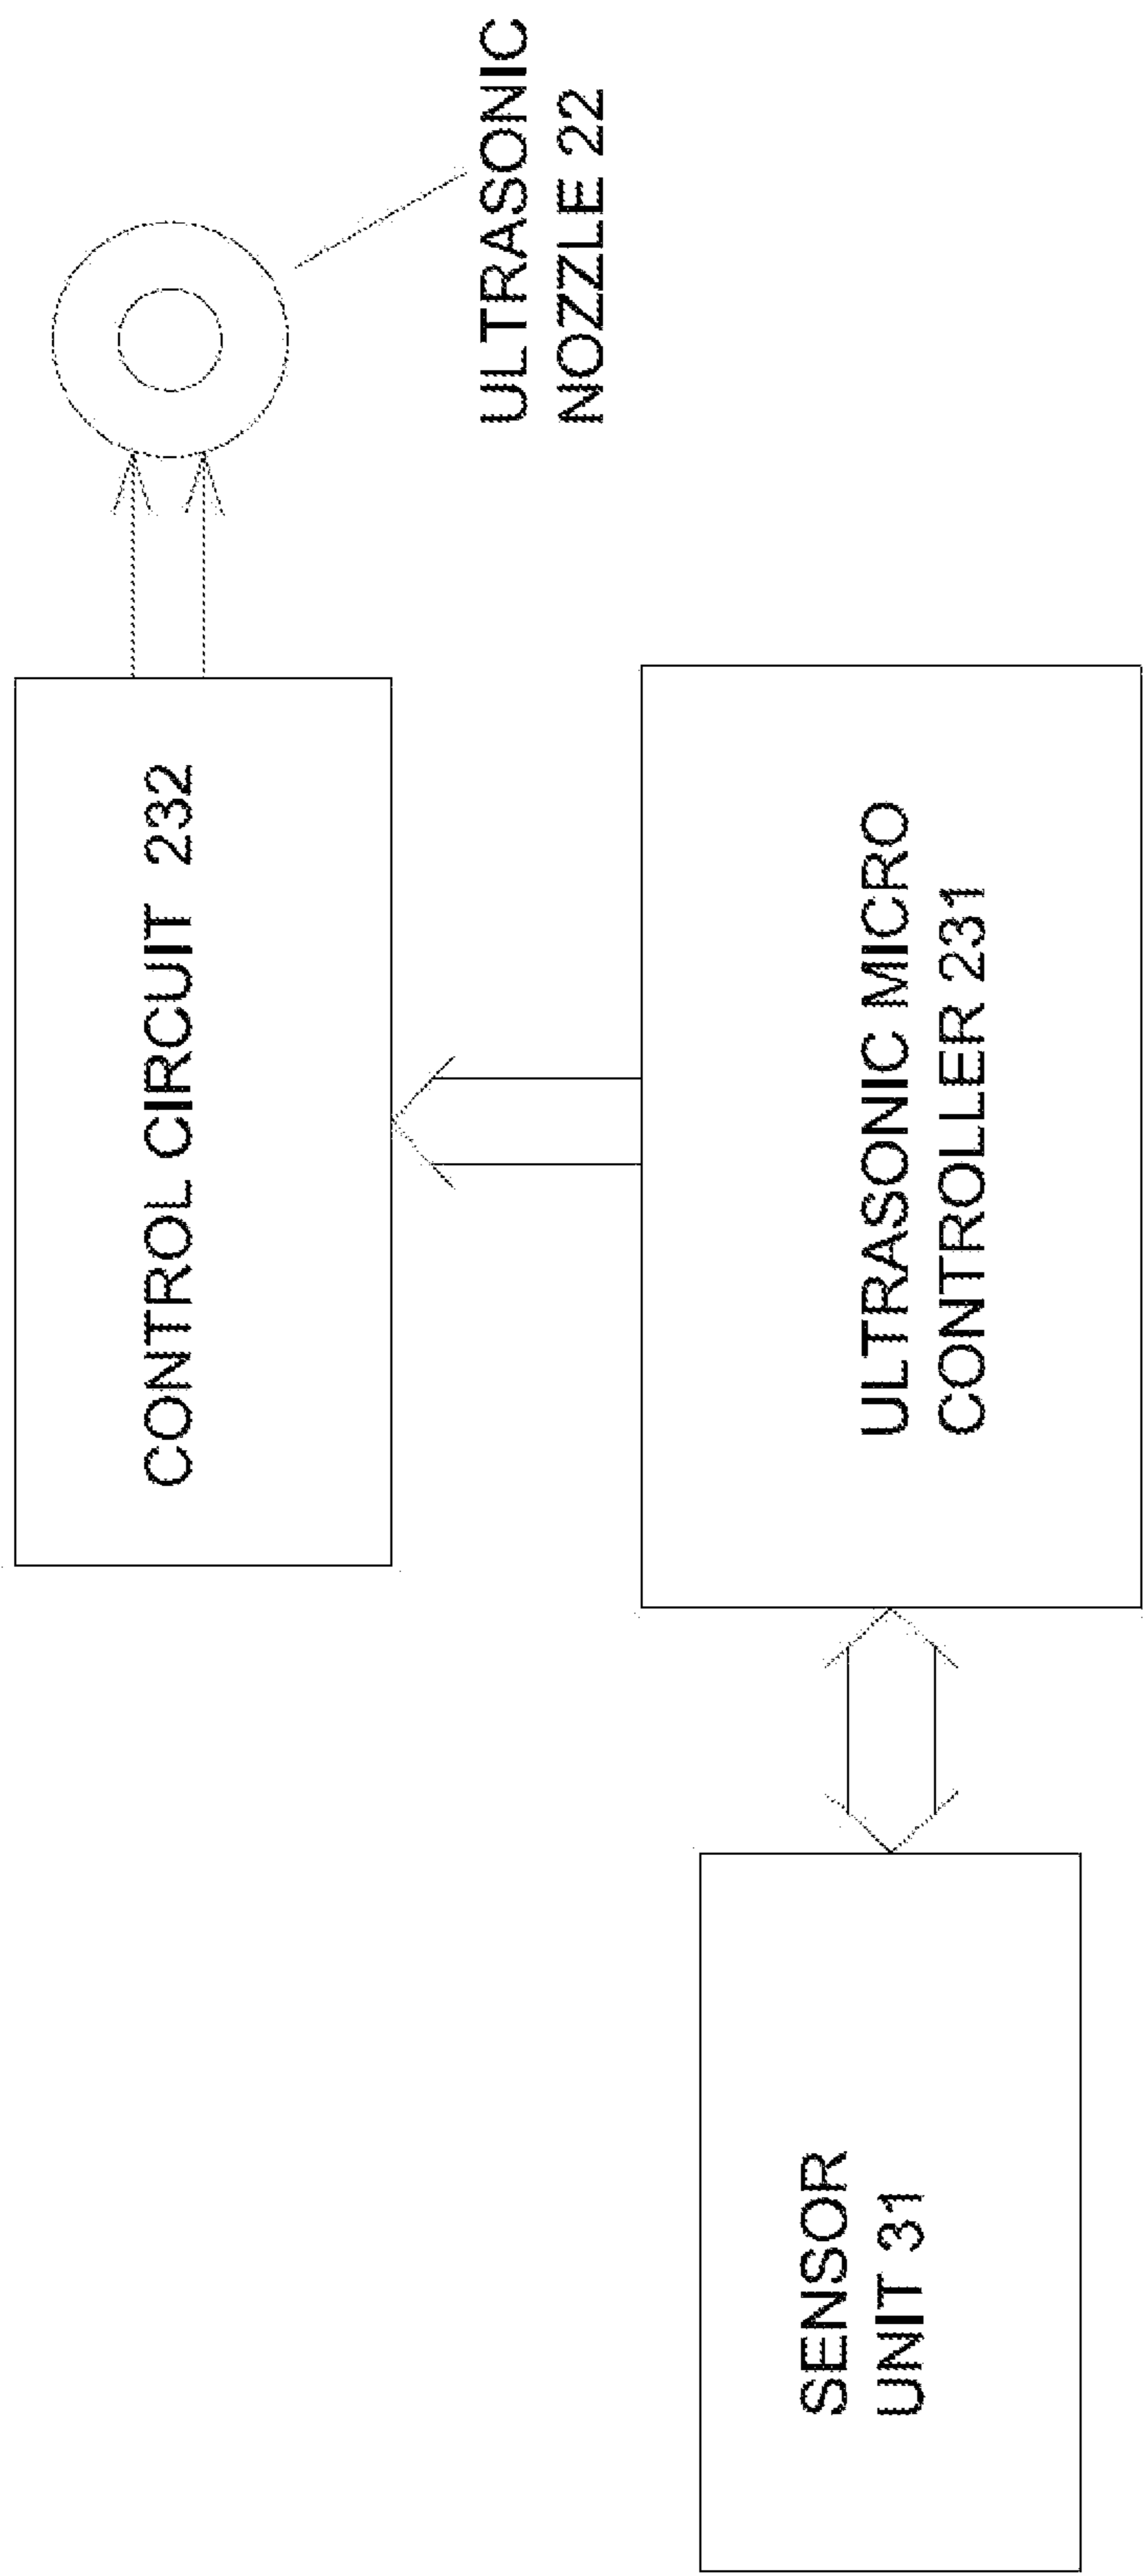 CONTROL CIRCUIT 232
ULTRASONIC
NOZZLE 22
SENSOR
UNIT 31
ULTRASONIC MICRO
CONTROLLER 231